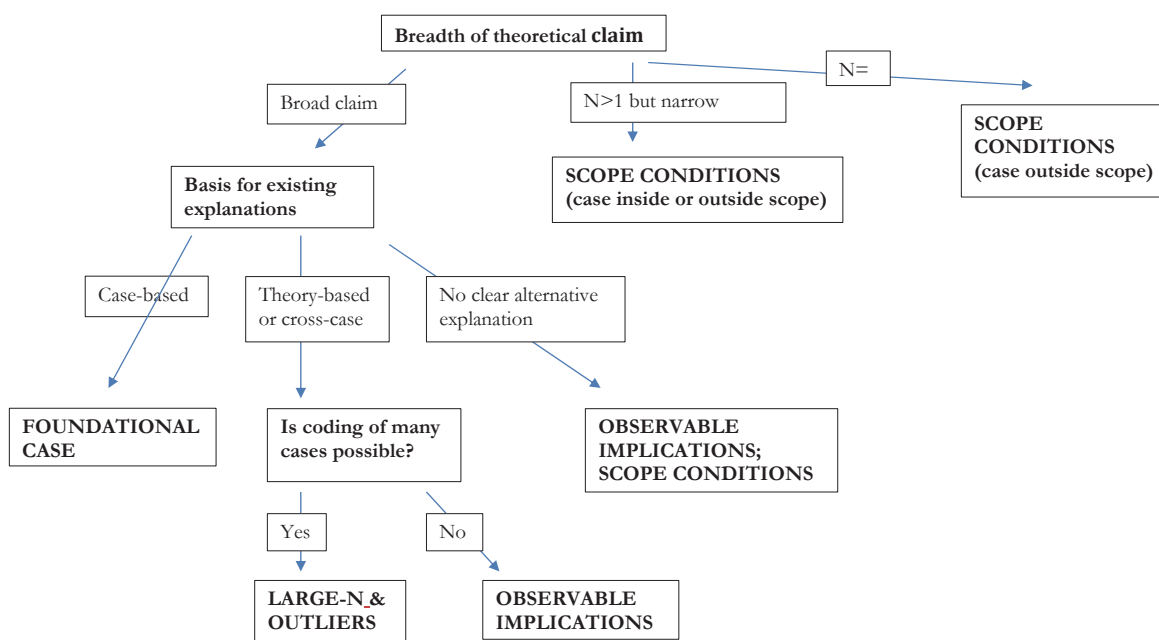 Breadth of theoretical claim
N=
Broad claim
N>1 but narrow
SCOPE
CONDITIONS
(case outside scope)
Basis for existing
explanations
SCOPE CONDITIONS
(case inside or outside scope)
Case-based
Theory-based
or cross-case
No clear alternative
explanation
FOUNDATIONAL
CASE
Is coding of many
cases possible?
OBSERVABLE
IMPLICATIONS;
SCOPE CONDITIONS
Yes
No
LARGE-N &
OUTLIERS
OBSERVABLE
IMPLICATIONS